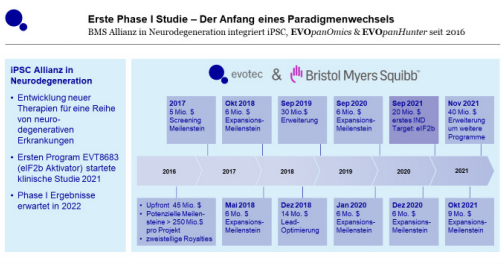 Erste Phase I Studie – Der Anfang eines Paradigmenwechsels
BMS Allianz in Neurodegeneration integriert iPSC, EVOpanOmics & EVOpanHunter seit 2016
iPSC Allianz in
Neurodegeneration
• Entwicklung neuer
Therapien für eine Reihe
von neuro-
degenerativen
Erkrankungen
• Ersten Program EVT8683
(eIF2b Aktivator) startete
klinische Studie 2021
• Phase I Ergebnisse
erwartet in 2022
evotec & Bristol Myers Squibb™
2017
5 Mio. $
Screening
Meilenstein
Okt 2018
6 Mio. $
Expansions-
Meilenstein
Sep 2019
30 Mio. $
Erweiterung
Sep 2020
6 Mio. $
Expansions-
Meilenstein
Sep 2021
20 Mio. $
erstes IND
Target: eIF2b
Nov 2021
40 Mio. $
Erweiterung
um weitere
Programme
2016
2017
2018
2019
2020
2021
• Upfront 45 Mio. $
• Potenzielle Meilen-
steine > 250 Mio.$
pro Projekt
• zweistellige Royalties
Mai 2018
6 Mio. $
Expansions-
Meilenstein
Dez 2018
14 Mio. $
Lead-
Optimierung
Jan 2020
6 Mio. $
Expansions-
Meilenstein
Dez 2020
6 Mio. $
Expansions-
Meilenstein
Okt 2021
9 Mio. $
Expansions-
Meilenstein